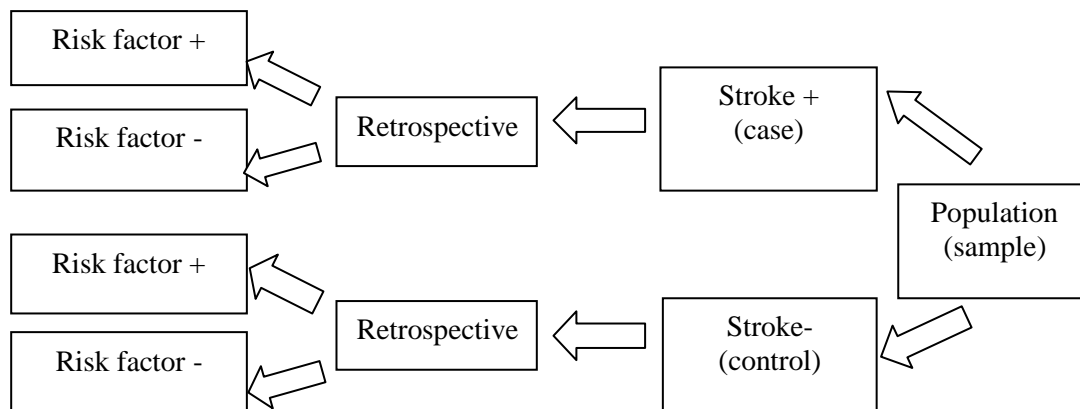 Risk factor +
Risk factor -
Retrospective
Stroke +
(case)
Population
(sample)
Risk factor +
Risk factor -
Retrospective
Stroke-
(control)